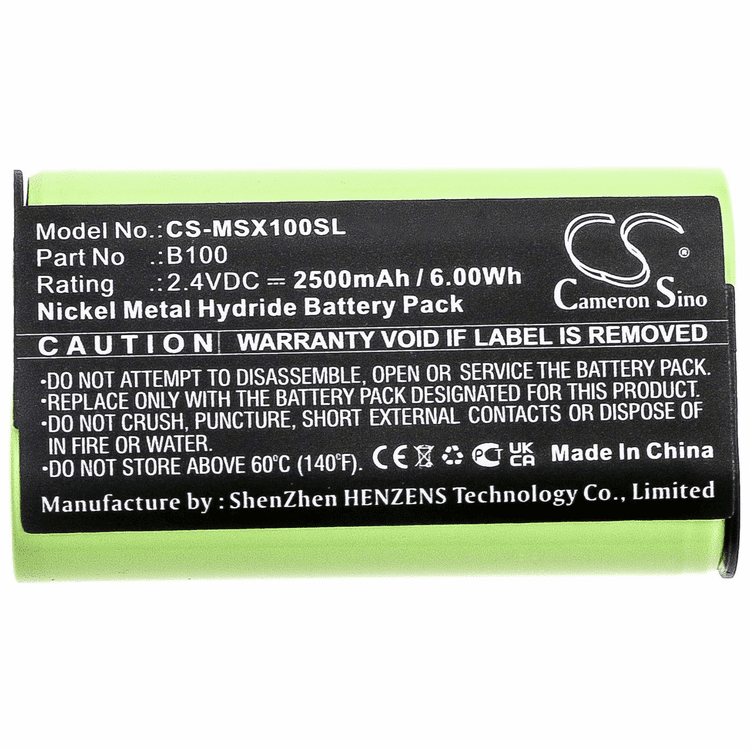 Model No.: CS-MSX100SL
Part No .: B100
Rating : 2.4VDC ⎓ 2500mAh / 6.00Wh
Nickel Metal Hydride Battery Pack
CS
Cameron Sino
CAUTION WARRANTY VOID IF LABEL IS REMOVED
•DO NOT ATTEMPT TO DISASSEMBLE, OPEN OR SERVICE THE BATTERY PACK.
•REPLACE ONLY WITH THE BATTERY PACK DESIGNATED FOR THIS PRODUCT.
•DO NOT CRUSH, PUNCTURE, SHORT EXTERNAL CONTACTS OR DISPOSE OF
IN FIRE OR WATER.
•DO NOT STORE ABOVE 60°C (140°F). CE PCT UK CA Made In China
Manufacture by : ShenZhen HENZENS Technology Co., Limited